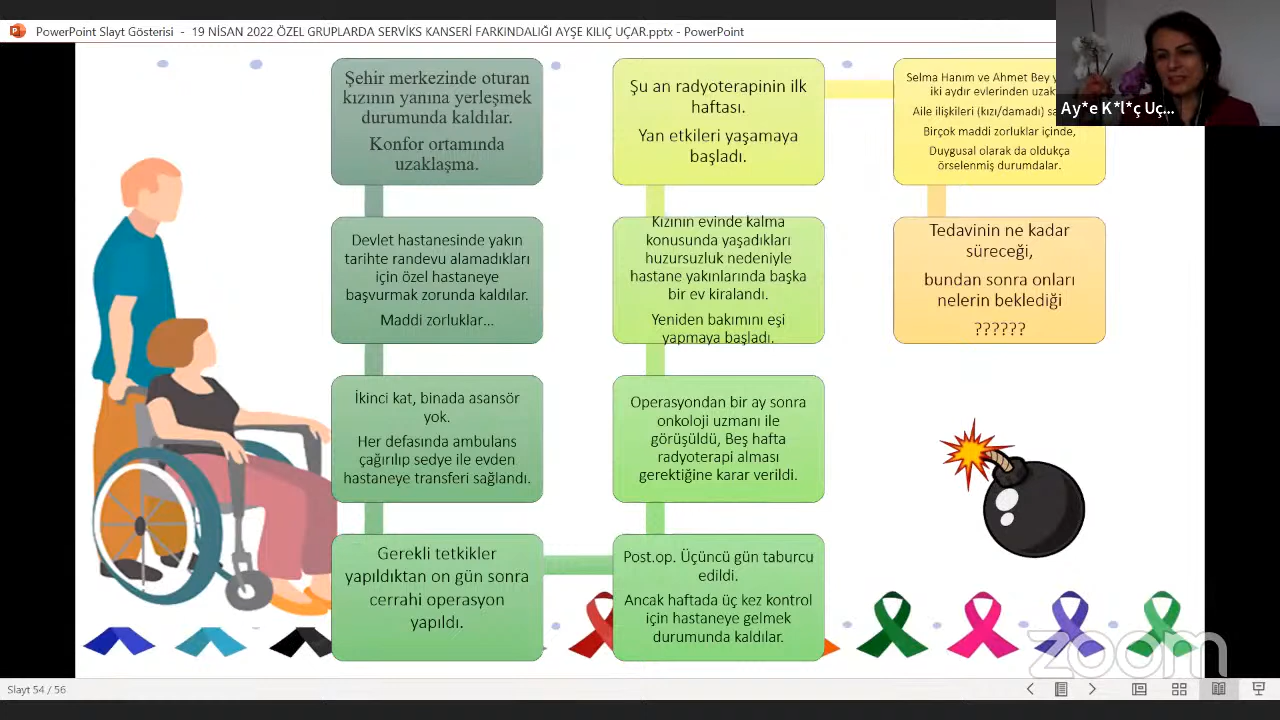 PowerPoint Slayt Gösterisi - 19 NİSAN 2022 ÖZEL GRUPLARDA SERVİKS KANSERİ FARKINDALIĞI AYŞE KILIÇ UÇAR.pptx - PowerPoint
Ay*e K*l*ç Uç...
Şehir merkezinde oturan
kızının yanına yerleşmek
durumunda kaldılar.
Konfor ortamında
uzaklaşma.
Devlet hastanesinde yakın
tarihte randevu alamadıkları
için özel hastaneye
başvurmak zorunda kaldılar.
Maddi zorluklar...
İkinci kat, binada asansör
yok.
Her defasında ambulans
çağırılıp sedye ile evden
hastaneye transferi sağlandı.
Gerekli tetkikler
yapıldıktan on gün sonra
cerrahi operasyon
yapıldı.
Post.op. Üçüncü gün taburcu
edildi.
Ancak haftada üç kez kontrol
için hastaneye gelmek
durumunda kaldılar.
Operasyondan bir ay sonra
onkoloji uzmanı ile
görüşüldü, Beş hafta
radyoterapi alması
gerektiğine karar verildi.
Kızının evinde kalma
konusunda yaşadıkları
huzursuzluk nedeniyle
hastane yakınlarında başka
bir ev kiralandı.
Yeniden bakımını eşi
yapmaya başladı.
Şu an radyoterapinin ilk
haftası.
Yan etkileri yaşamaya
başladı.
Selma Hanım ve Ahmet Bey
iki aydır evlerinden
Aile ilişkileri (kızı/damadı)
Birçok maddi zorluklar içinde,
Duygusal olarak da oldukça
örselenmiş durumdalar.
Tedavinin ne kadar
süreceği,
bundan sonra onları
nelerin beklediği
??????
zoom
Slayt 54 / 56